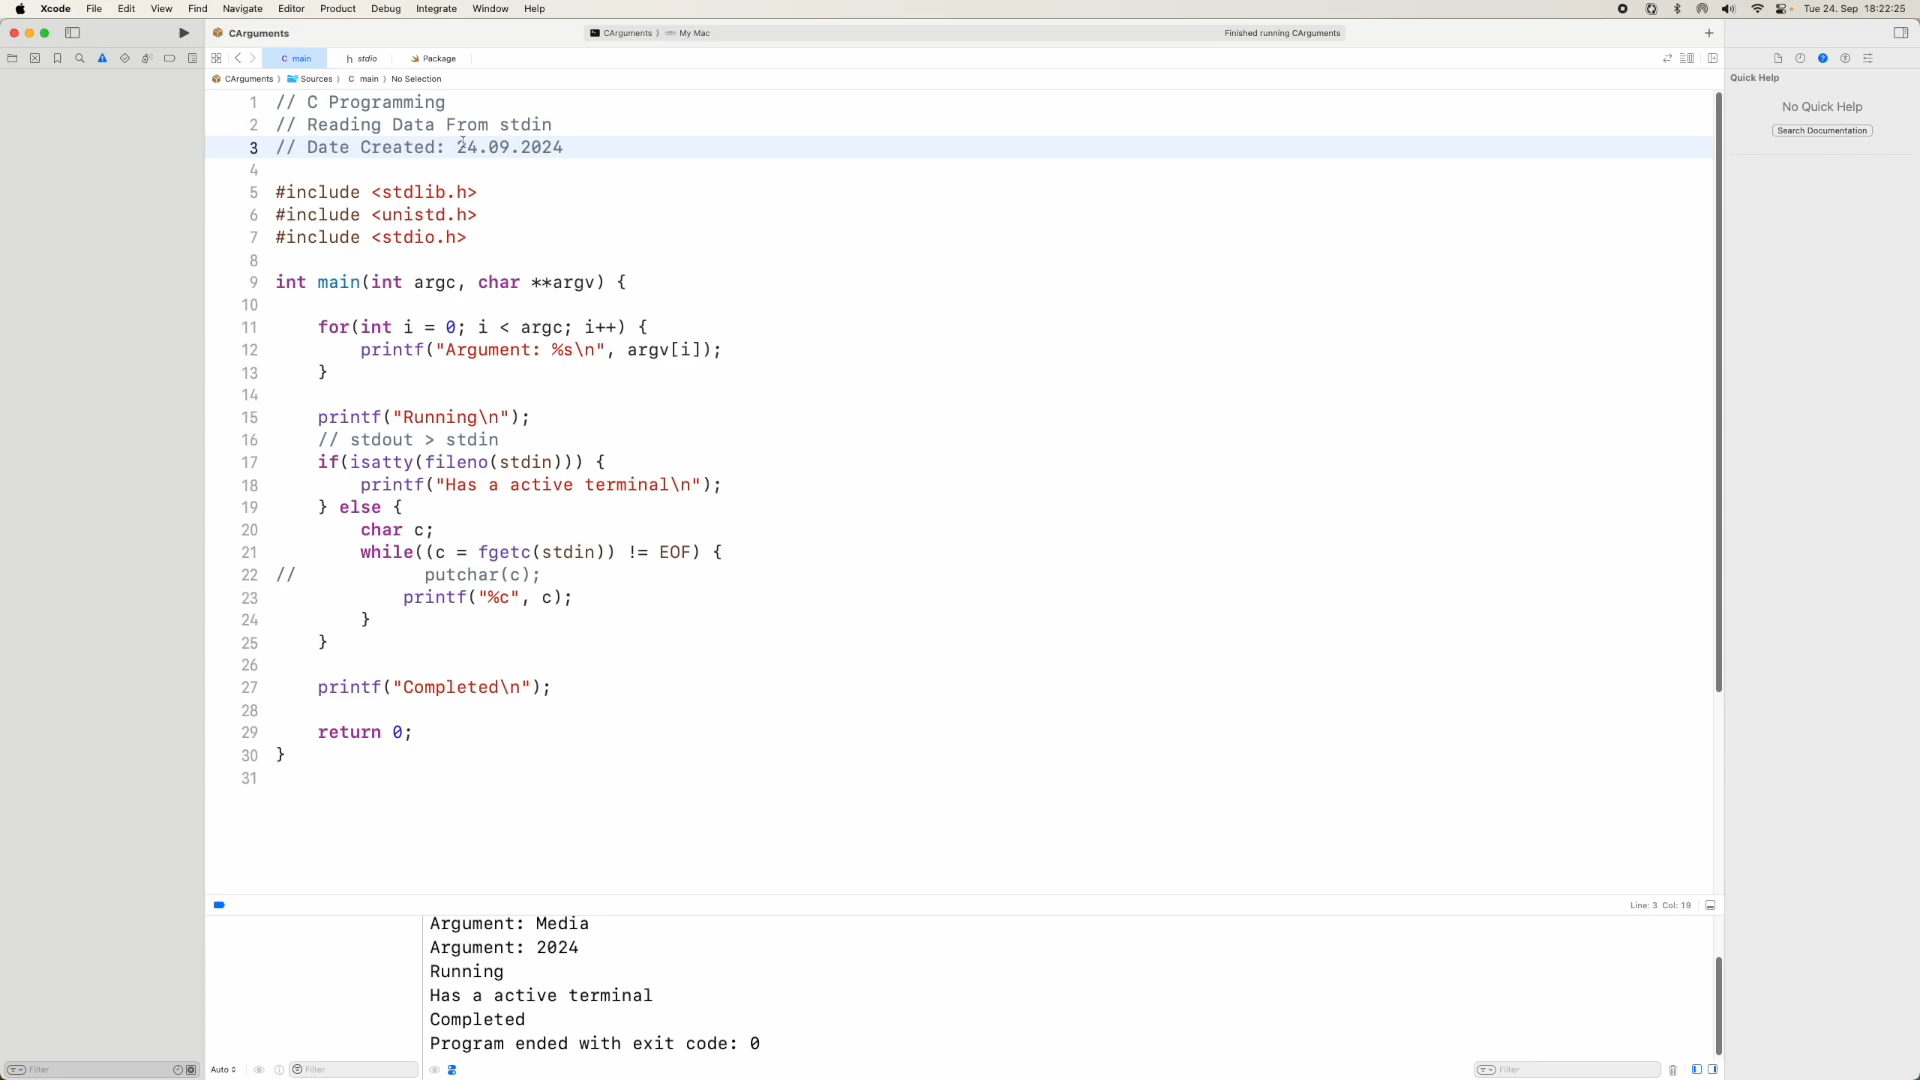 Xcode File Edit View Find Navigate Editor Product Debug Integrate Window Help Tue 24. Sep 18:22:25
CArguments CArguments My Mac Finished running CArguments
main stdio Package
CArguments Sources main No Selection
Quick Help
No Quick Help
Search Documentation
1 // C Programming
2 // Reading Data From stdin
3 // Date Created: 24.09.2024
4
5 #include <stdlib.h>
6 #include <unistd.h>
7 #include <stdio.h>
8
9 int main(int argc, char **argv) {
10
11 for(int i = 0; i < argc; i++) {
12 printf("Argument: %s\n", argv[i]);
13 }
14
15 printf("Running\n");
16 // stdout > stdin
17 if(isatty(fileno(stdin))) {
18 printf("Has a active terminal\n");
19 } else {
20 char c;
21 while((c = fgetc(stdin)) != EOF) {
22 // putchar(c);
23 printf("%c", c);
24 }
25 }
26
27 printf("Completed\n");
28
29 return 0;
30 }
31
Line: 3 Col: 19
Argument: Media
Argument: 2024
Running
Has a active terminal
Completed
Program ended with exit code: 0
Filter Auto Filter Filter